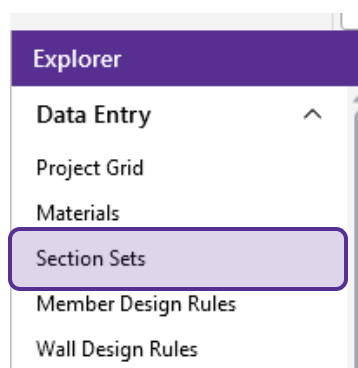 Explorer
Data Entry
Project Grid
Materials
Section Sets
Member Design Rules
Wall Design Rules